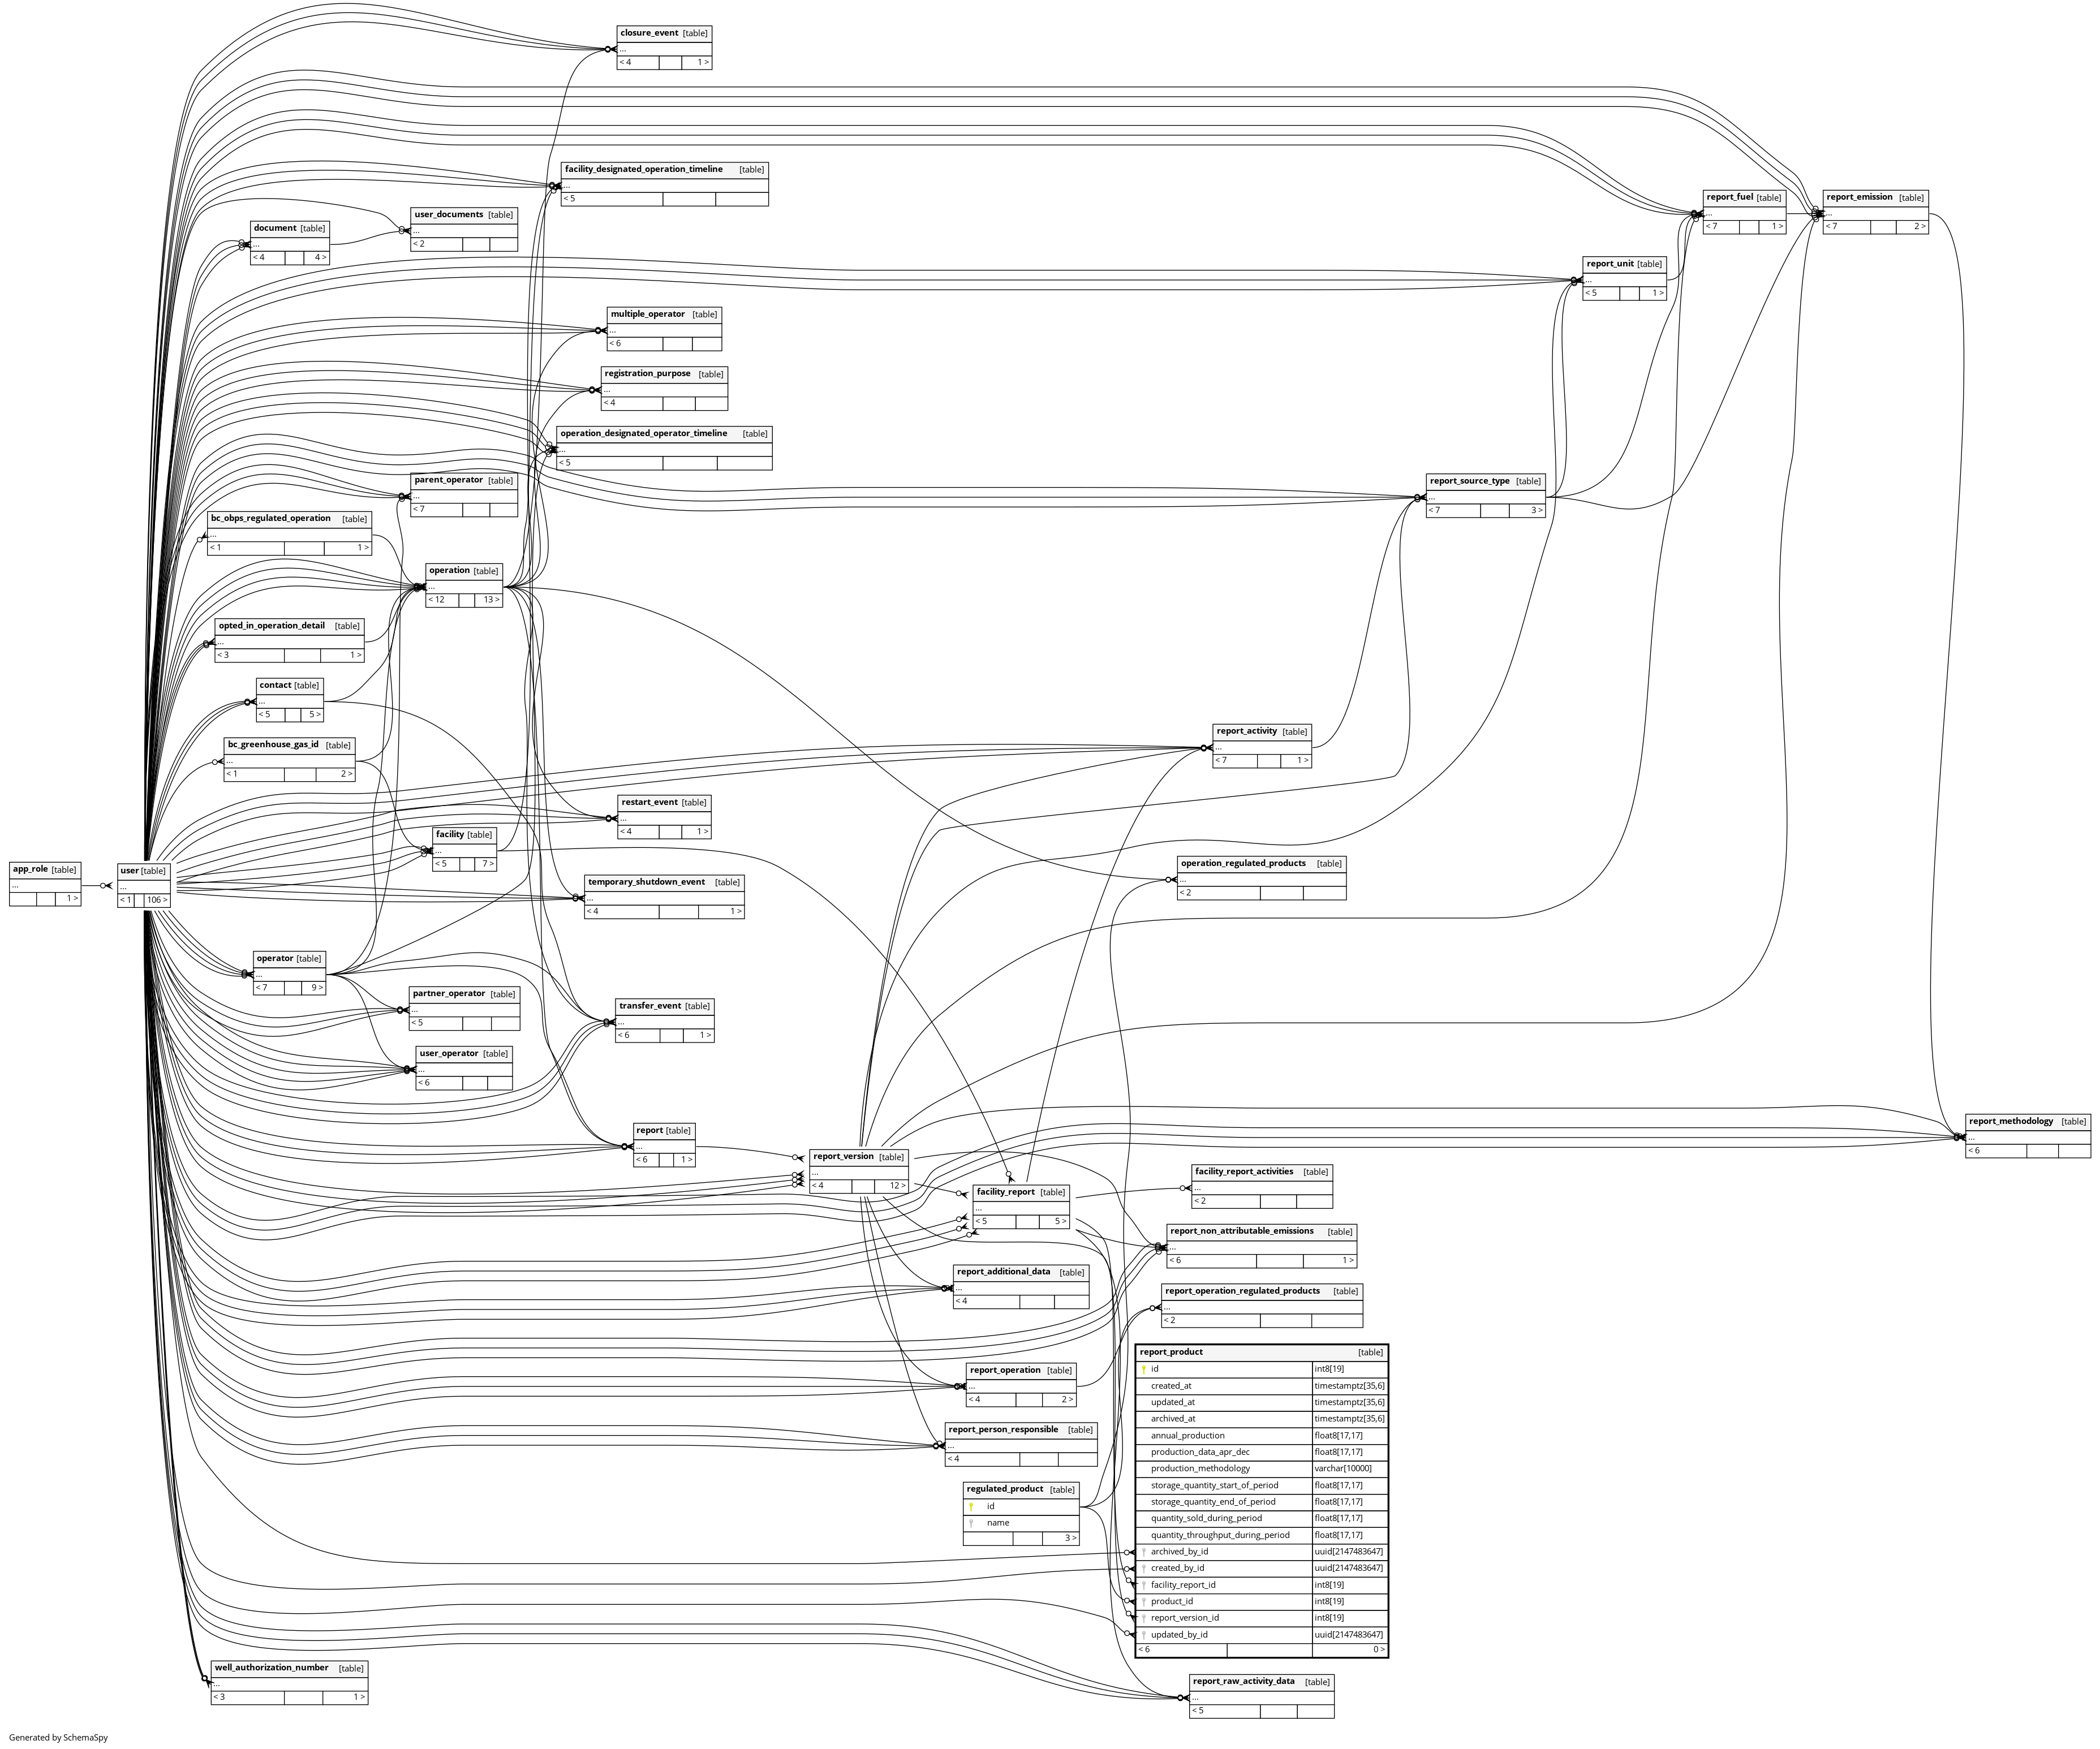 closure_event [table]
...
< 4 1 >
facility_designated_operation_timeline [table]
...
< 5
report_fuel [table]
...
< 7 1 >
report_emission [table]
...
< 7 2 >
user_documents [table]
...
< 2
document [table]
...
< 4 4 >
report_unit [table]
...
< 5 1 >
multiple_operator [table]
...
< 6
registration_purpose [table]
...
< 4
operation_designated_operator_timeline [table]
...
< 5
parent_operator [table]
...
< 7
report_source_type [table]
...
< 7 3 >
bc_obps_regulated_operation [table]
...
< 1 1 >
operation [table]
...
< 12 13 >
opted_in_operation_detail [table]
...
< 3 1 >
contact [table]
...
< 5 5 >
report_activity [table]
...
< 7 1 >
bc_greenhouse_gas_id [table]
...
< 1 2 >
restart_event [table]
...
< 4 1 >
facility [table]
...
< 5 7 >
operation_regulated_products [table]
...
< 2
app_role [table]
...
1 >
user [table]
...
< 1 106 >
temporary_shutdown_event [table]
...
< 4 1 >
operator [table]
...
< 7 9 >
partner_operator [table]
...
< 5
transfer_event [table]
...
< 6 1 >
user_operator [table]
...
< 6
report_methodology [table]
...
< 6
report [table]
...
< 6 1 >
report_version [table]
...
< 4 12 >
facility_report_activities [table]
...
< 2
facility_report [table]
...
< 5 5 >
report_non_attributable_emissions [table]
...
< 6 1 >
report_additional_data [table]
...
< 4
report_operation_regulated_products [table]
...
< 2
report_operation [table]
...
< 4 2 >
report_person_responsible [table]
...
< 4
regulated_product [table]
id
name
3 >
report_product [table]
id int8[19]
created_at timestamptz[35,6]
updated_at timestamptz[35,6]
archived_at timestamptz[35,6]
annual_production float8[17,17]
production_data_apr_dec float8[17,17]
production_methodology varchar[10000]
storage_quantity_start_of_period float8[17,17]
storage_quantity_end_of_period float8[17,17]
quantity_sold_during_period float8[17,17]
quantity_throughput_during_period float8[17,17]
archived_by_id uuid[2147483647]
created_by_id uuid[2147483647]
facility_report_id int8[19]
product_id int8[19]
report_version_id int8[19]
updated_by_id uuid[2147483647]
< 6 0 >
well_authorization_number [table]
...
< 3 1 >
report_raw_activity_data [table]
...
< 5
Generated by SchemaSpy